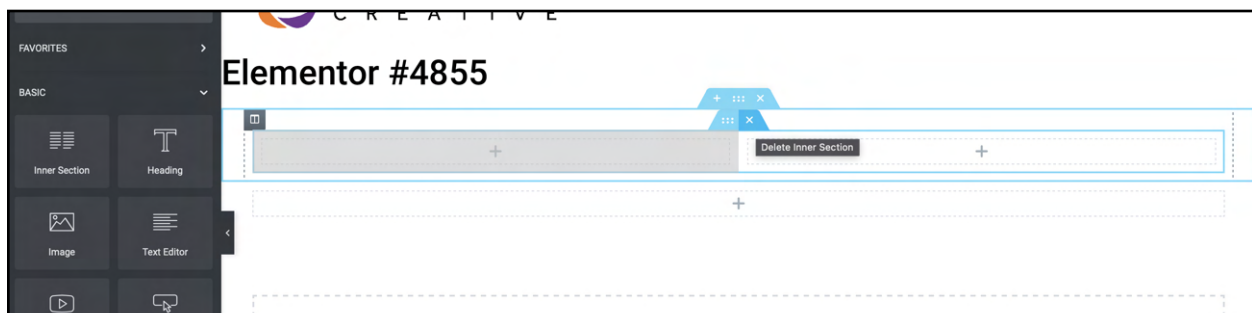 CREATIVE
FAVORITES
Elementor #4855
BASIC
Delete Inner Section
Inner Section
Heading
Image
Text Editor